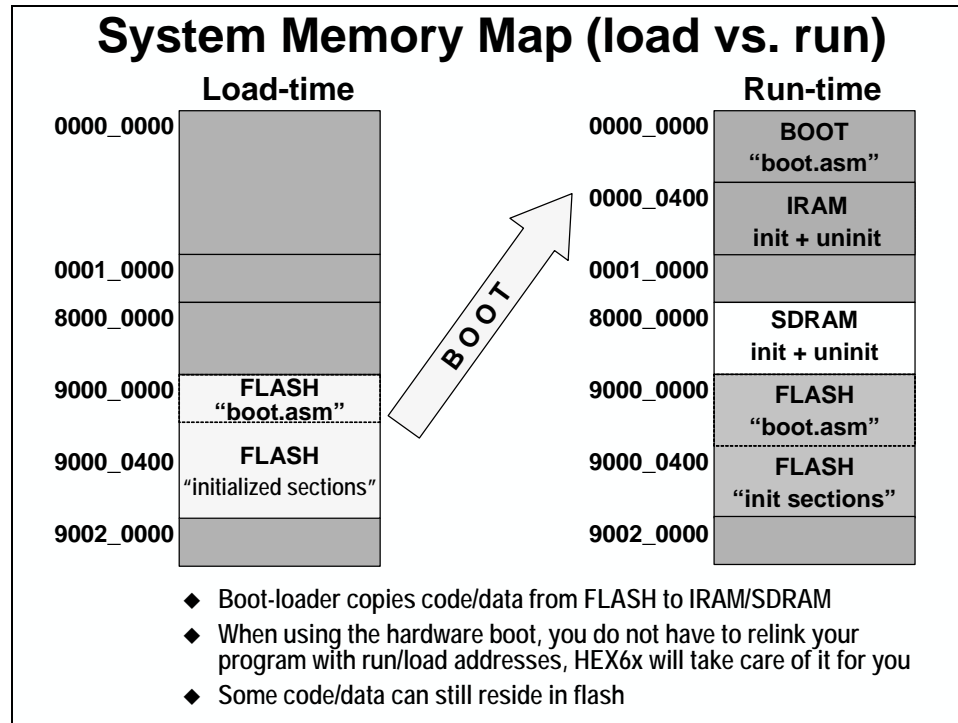 System Memory Map (load vs. run)
Load-time
0000_0000
0001_0000
8000_0000
9000_0000
FLASH
“boot.asm”
9000_0400
FLASH
“initialized sections”
9002_0000
BOOT
Run-time
0000_0000
BOOT
“boot.asm”
0000_0400
IRAM
init + uninit
0001_0000
8000_0000
SDRAM
init + uninit
9000_0000
FLASH
“boot.asm”
9000_0400
FLASH
“init sections”
9002_0000
◆ Boot-loader copies code/data from FLASH to IRAM/SDRAM
◆ When using the hardware boot, you do not have to relink your
program with run/load addresses, HEX6x will take care of it for you
◆ Some code/data can still reside in flash